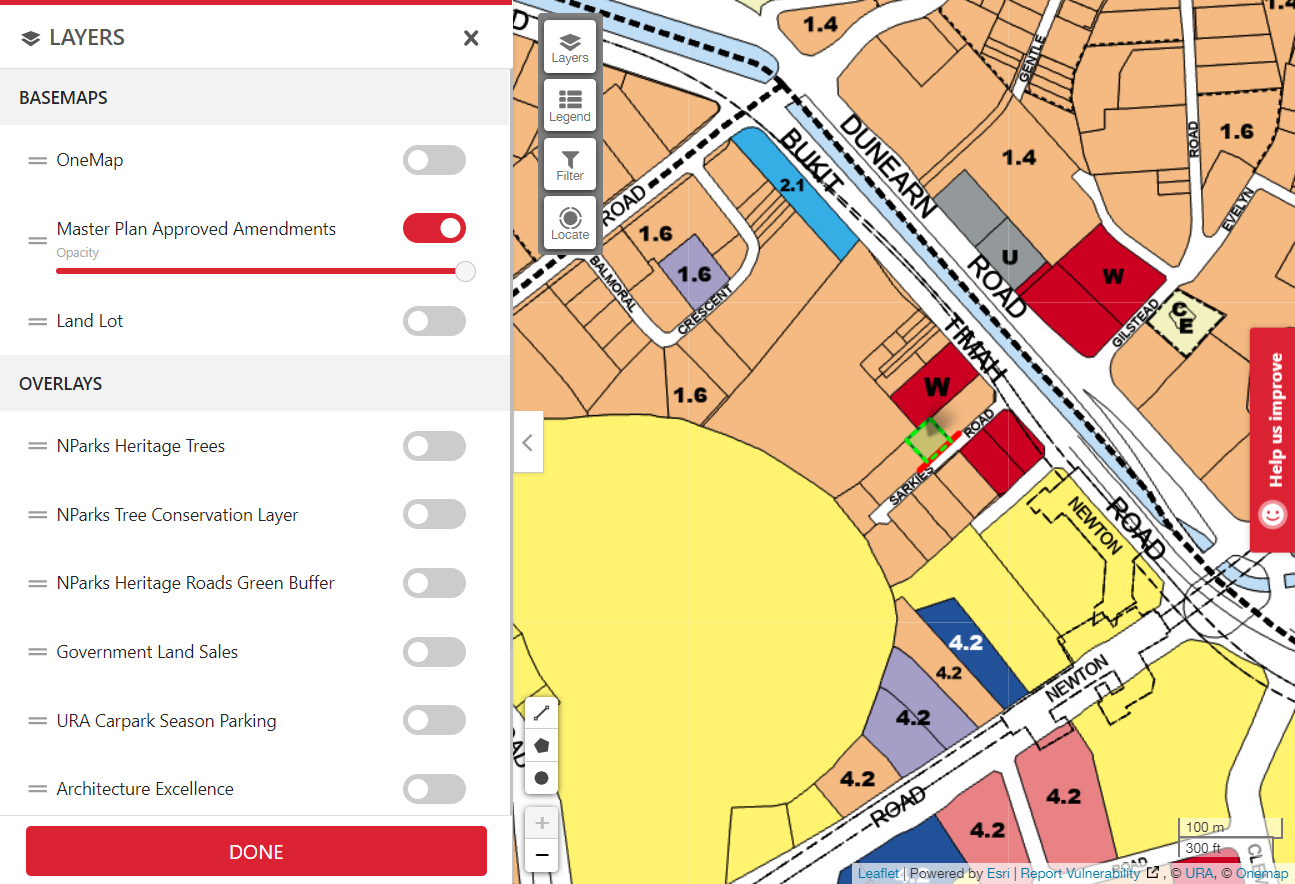 LAYERS
BASEMAPS
OneMap
Master Plan Approved Amendments
Opacity
Land Lot
OVERLAYS
NParks Heritage Trees
NParks Tree Conservation Layer
NParks Heritage Roads Green Buffer
Government Land Sales
URA Carpark Season Parking
Architecture Excellence
DONE
Layers
Legend
Filter
Locate
D
1.4
GENTLE
1.4
ROAD
1.6
DUNEARN
1.4
BUKIT
2.1
ROAD
EVELYN
1.6
U
1.6
BALMORAL
ROAD
W
CRESCENT
GILSTEAD
C
E
TIMAH
Help us improve
W
1.6
ROAD
SARKIES
NEWTON
ROAD
4.2
4.2
NEWTON
4.2
4.2
4.2
ROAD
4.2
100 m
300 ft
ROAD
4.2
Leaflet | Powered by Esri | Report Vulnerability , © URA, © Onemap